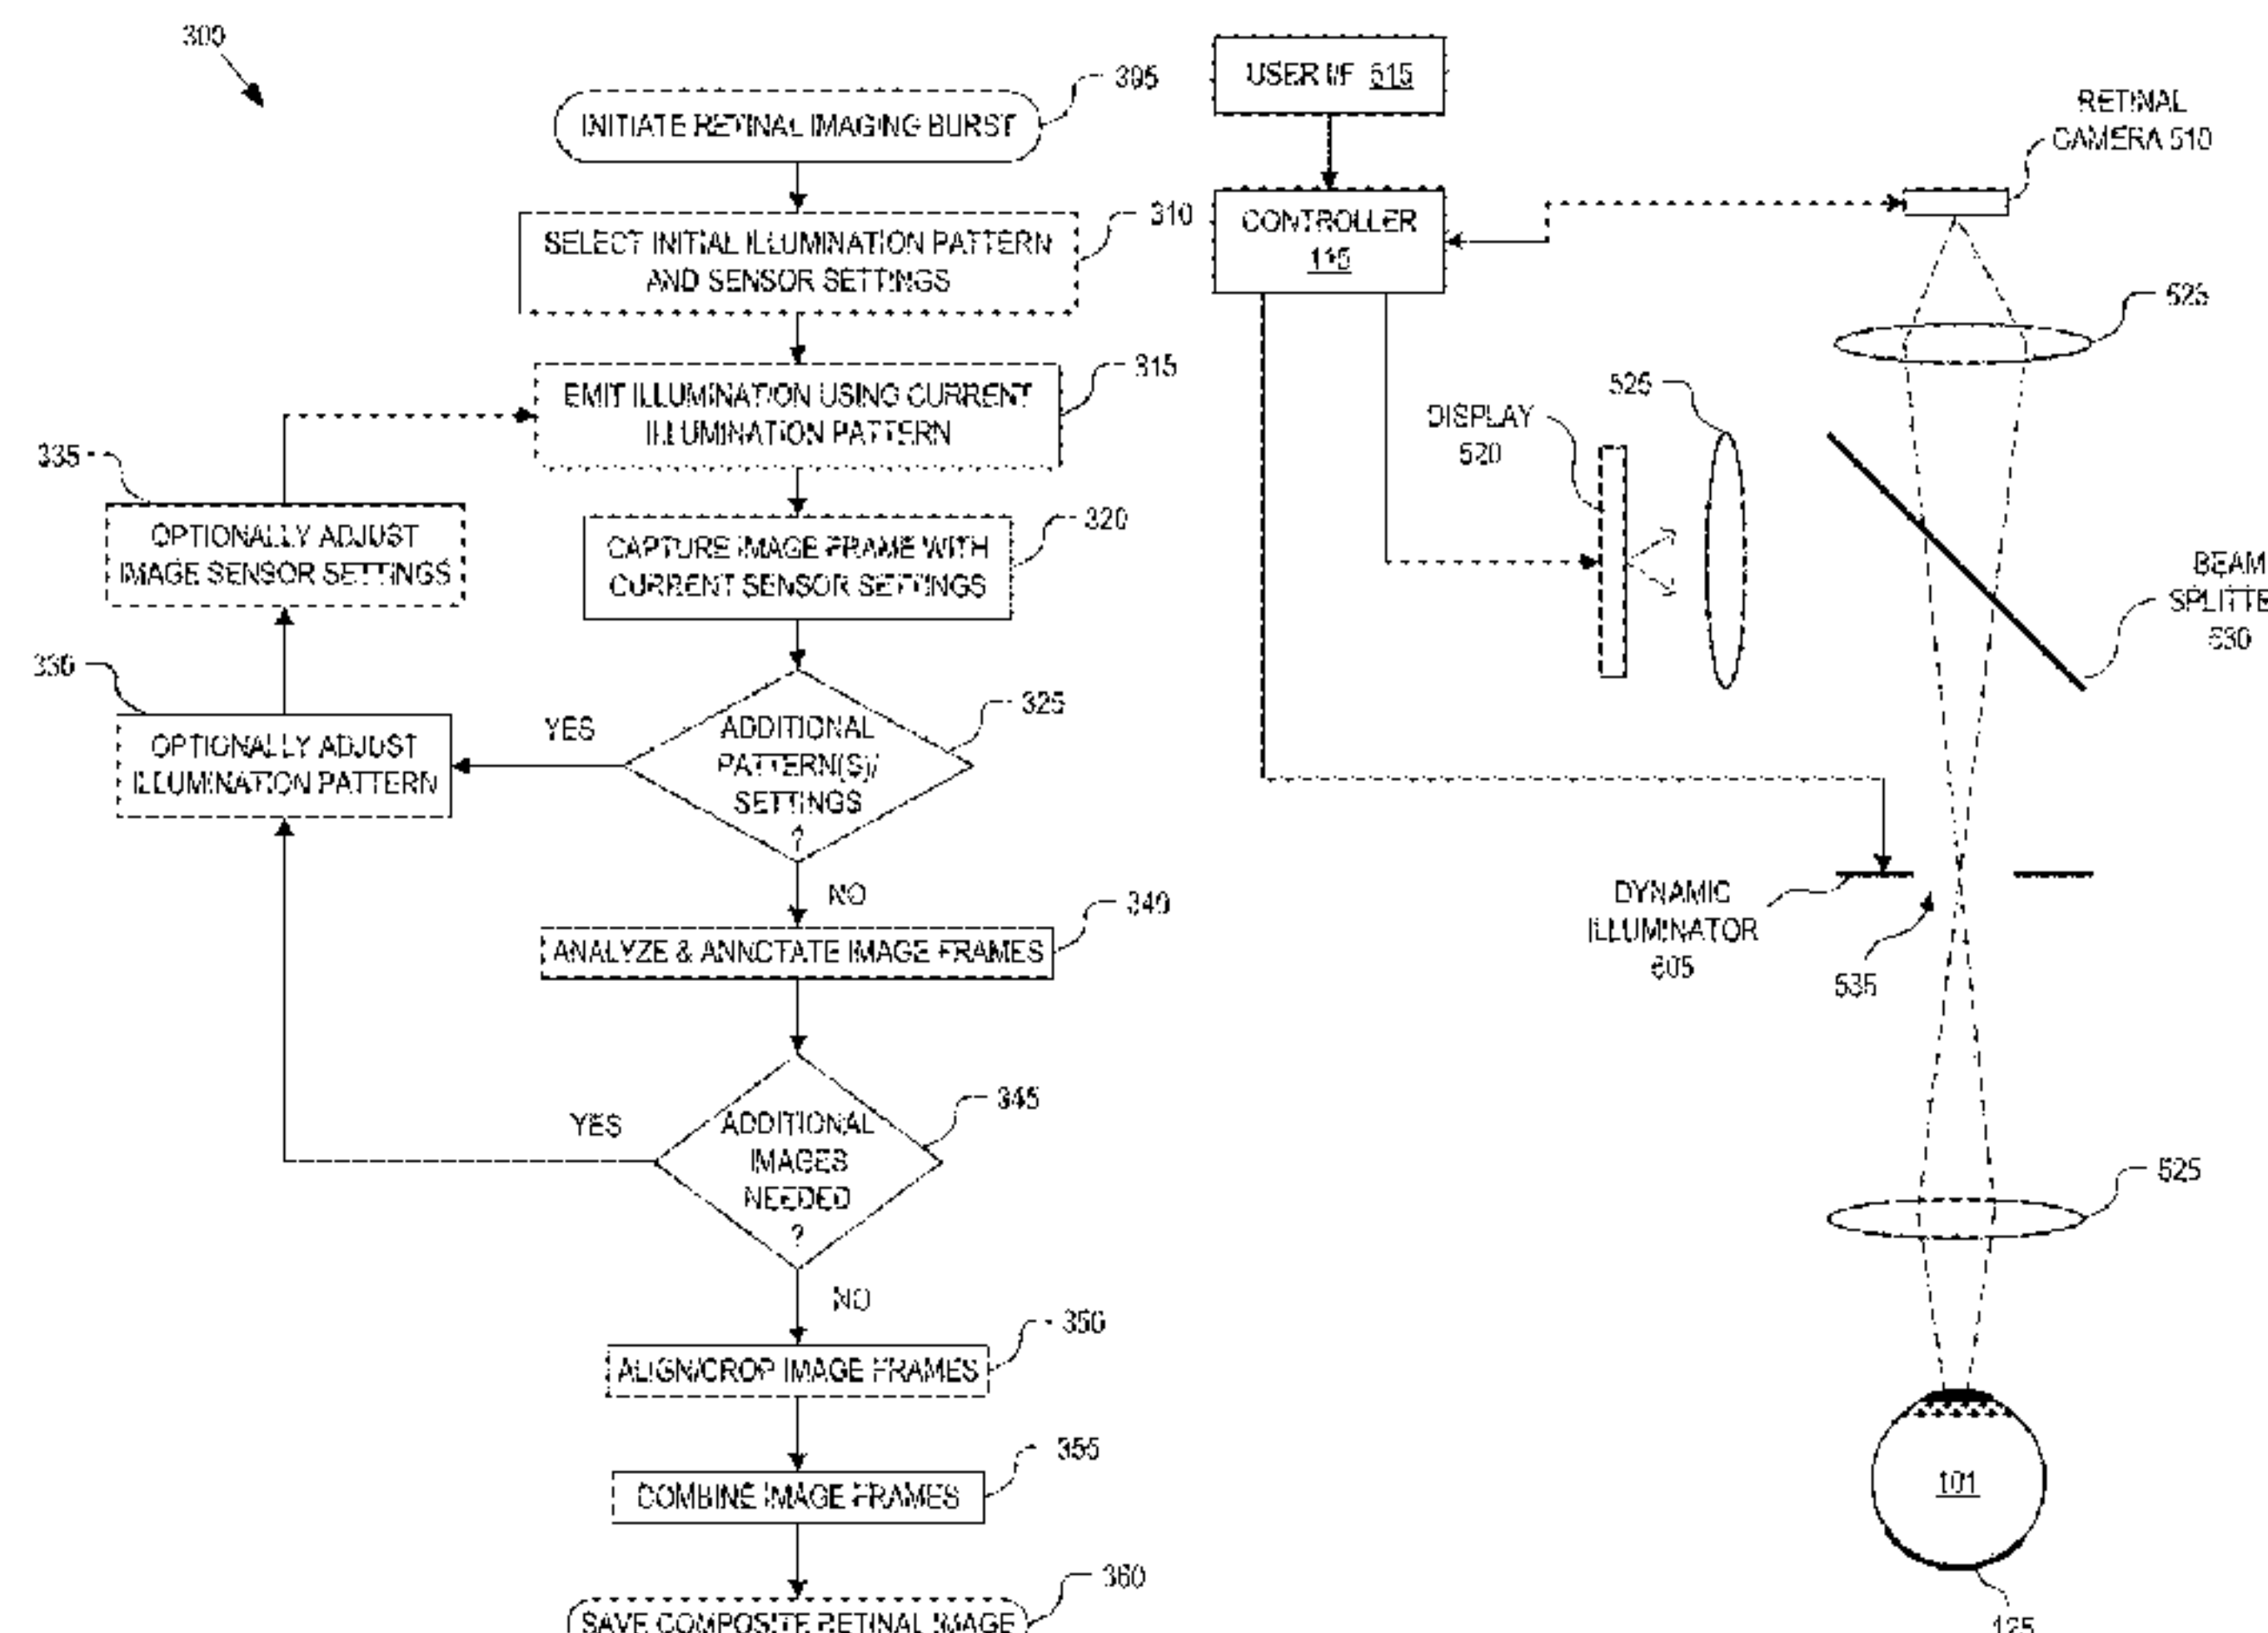 300
INITIATE RETINAL IMAGING BURST
305
SELECT INITIAL ILLUMINATION PATTERN
AND SENSOR SETTINGS
310
EMIT ILLUMINATION USING CURRENT
ILLUMINATION PATTERN
315
335
OPTIONALLY ADJUST
IMAGE SENSOR SETTINGS
CAPTURE IMAGE FRAME WITH
CURRENT SENSOR SETTINGS
320
330
OPTIONALLY ADJUST
ILLUMINATION PATTERN
YES
ADDITIONAL
PATTERN(S)/
SETTINGS
?
325
NO
ANALYZE & ANNOTATE IMAGE FRAMES
340
YES
ADDITIONAL
IMAGES
NEEDED
?
345
NO
ALIGN/CROP IMAGE FRAMES
350
COMBINE IMAGE FRAMES
355
SAVE COMPOSITE RETINAL IMAGE
360
USER I/F 515
CONTROLLER
115
RETINAL
CAMERA 510
525
525
DISPLAY
520
BEAM
SPLITTE
530
DYNAMIC
ILLUMINATOR
605
535
525
101
125